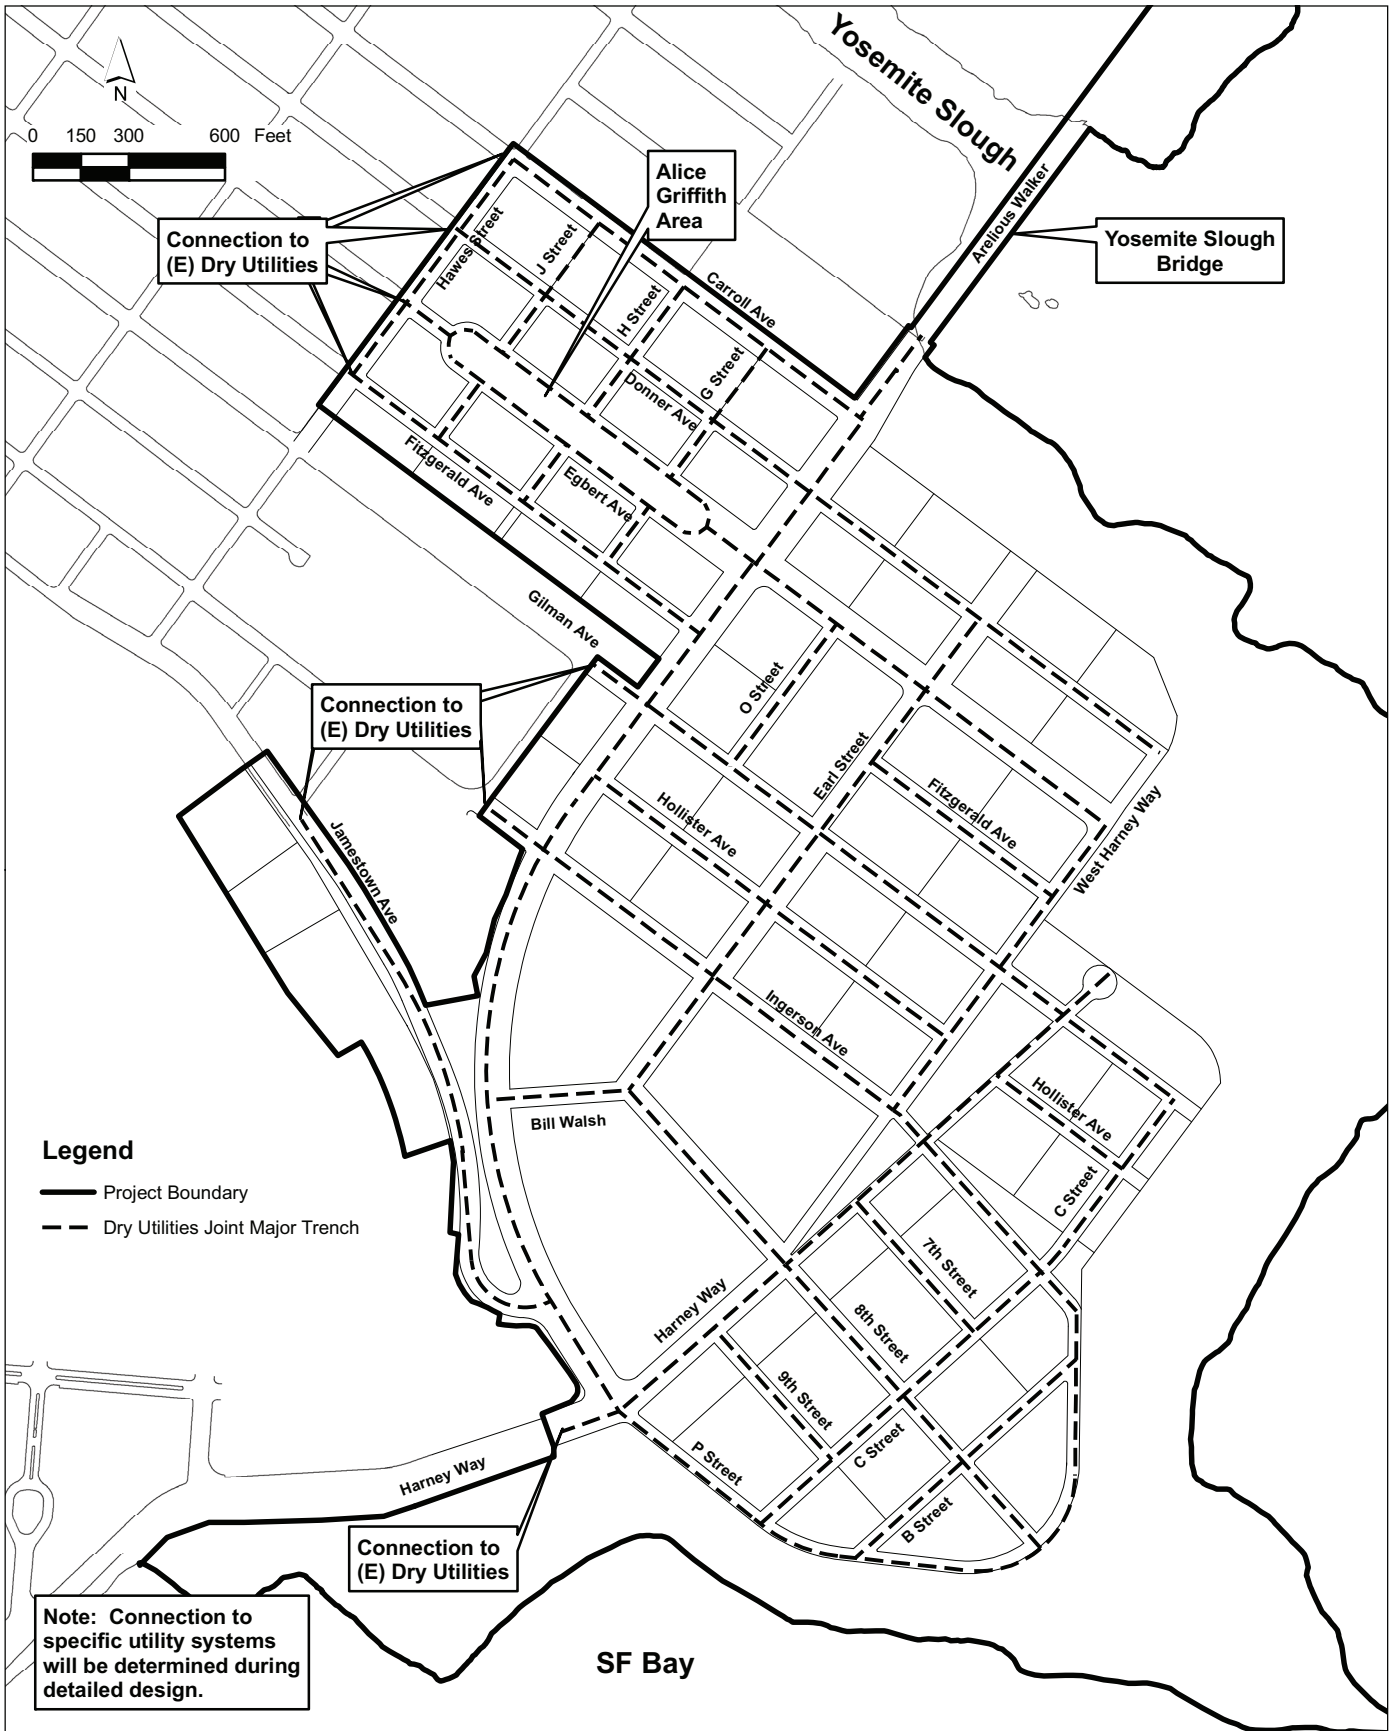 Yosemite Slough
N
0 150 300 600 Feet
Alice
Griffith
Area
Arelious Walker
Connection to
(E) Dry Utilities
Yosemite Slough
Bridge
Hawes Street
J Street
Carroll Ave
H Street
G Street
Donner Ave
Fitzgerald Ave
Egbert Ave
Gilman Ave
Connection to
(E) Dry Utilities
O Street
Earl Street
Hollister Ave
Fitzgerald Ave
West Harney Way
Jamestown Ave
Ingerson Ave
Hollister Ave
Bill Walsh
Legend
Project Boundary
Dry Utilities Joint Major Trench
C Street
7th Street
Harney Way
8th Street
9th Street
P Street
C Street
Harney Way
B Street
Connection to
(E) Dry Utilities
Note: Connection to
specific utility systems
will be determined during
detailed design.
SF Bay